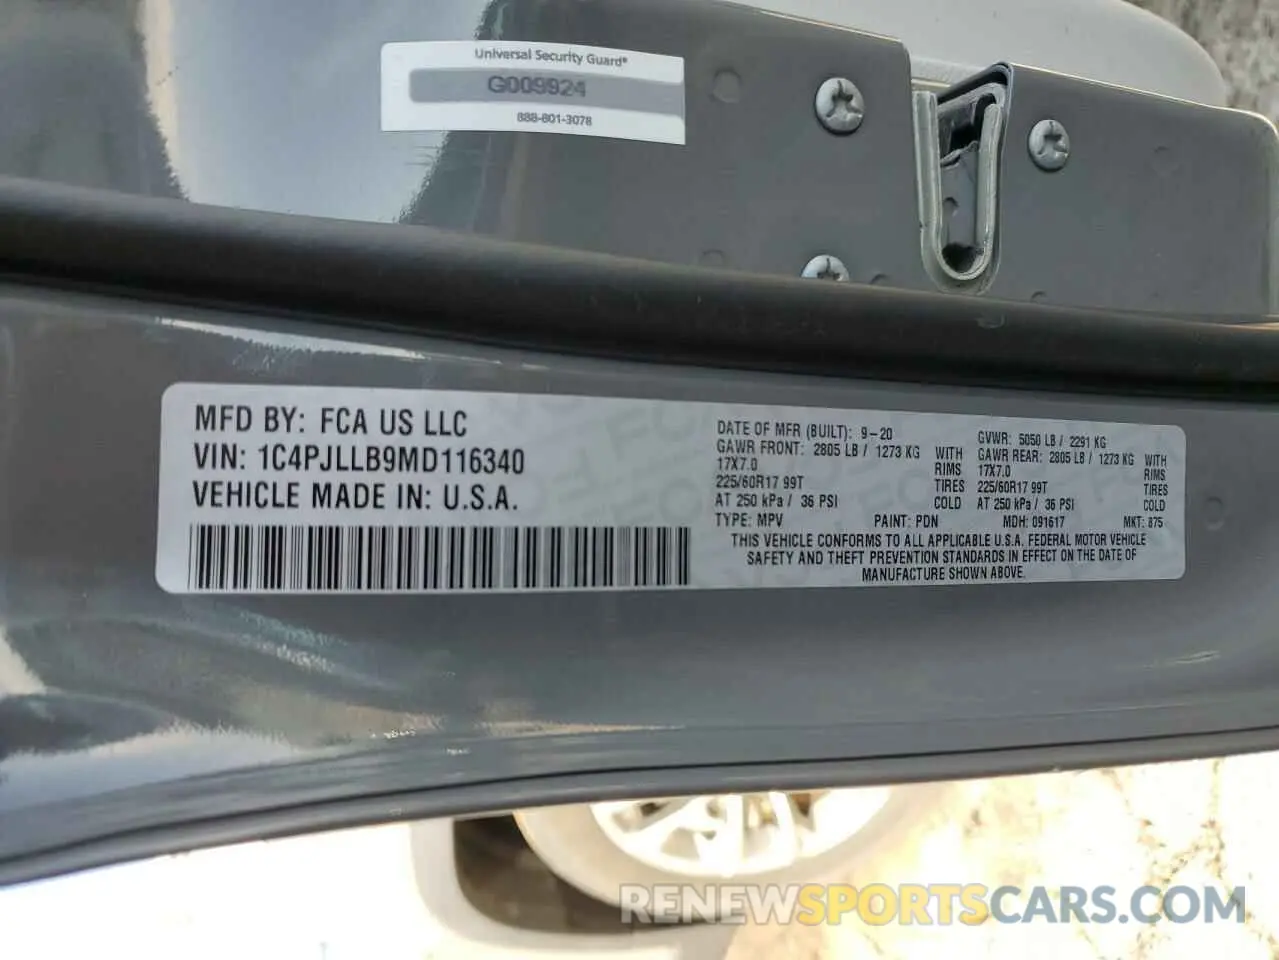 Universal Security Guard®
G009924
888-801-3078
MFD BY: FCA US LLC
VIN: 1C4PJLLB9MD116340
VEHICLE MADE IN: U.S.A.
DATE OF MFR (BUILT): 9-20
GVWR: 5050 LB / 2291 KG
GAWR FRONT: 2805 LB / 1273 KG WITH
GAWR REAR: 2805 LB / 1273 KG WITH
17X7.0 RIMS
17X7.0 RIMS
225/60R17 99T TIRES
225/60R17 99T TIRES
AT 250 kPa / 36 PSI COLD
AT 250 kPa / 36 PSI COLD
TYPE: MPV PAINT: PDN MDH: 091617 MKT: 875
THIS VEHICLE CONFORMS TO ALL APPLICABLE U.S.A. FEDERAL MOTOR VEHICLE
SAFETY AND THEFT PREVENTION STANDARDS IN EFFECT ON THE DATE OF
MANUFACTURE SHOWN ABOVE.
RENEWSPORTSCARS.COM